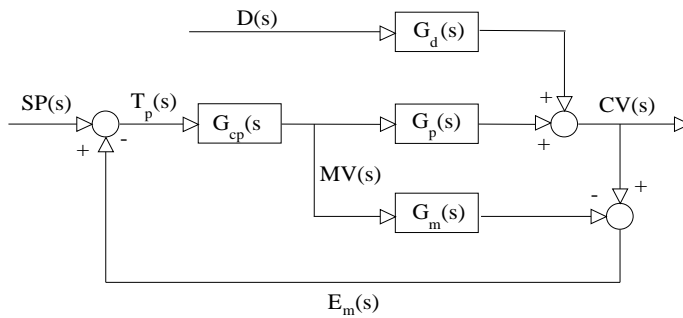 D(s)
G_d(s)
SP(s)
T_p(s)
G_cp(s
G_p(s)
CV(s)
+
-
+
+
MV(s)
G_m(s)
-
+
E_m(s)